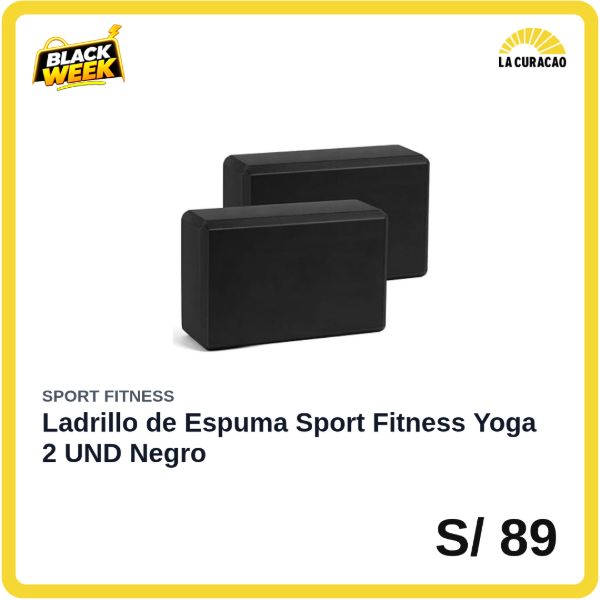 BLACK
WEEK
LA CURACAO
SPORT FITNESS
Ladrillo de Espuma Sport Fitness Yoga
2 UND Negro
S/ 89